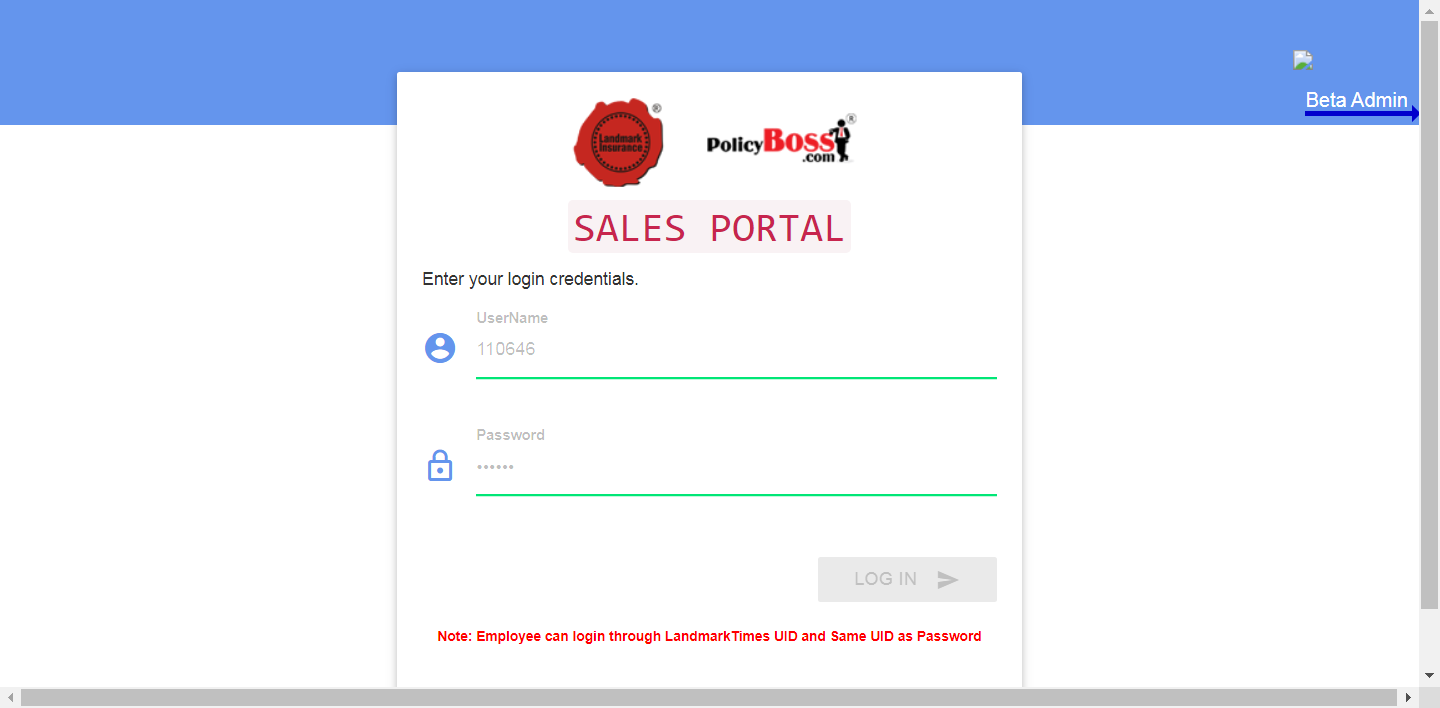 Beta Admin
Landmark
Insurance
®
PolicyBoss®
.com
SALES PORTAL
Enter your login credentials.
UserName
110646
Password
••••••
LOG IN
Note: Employee can login through LandmarkTimes UID and Same UID as Password